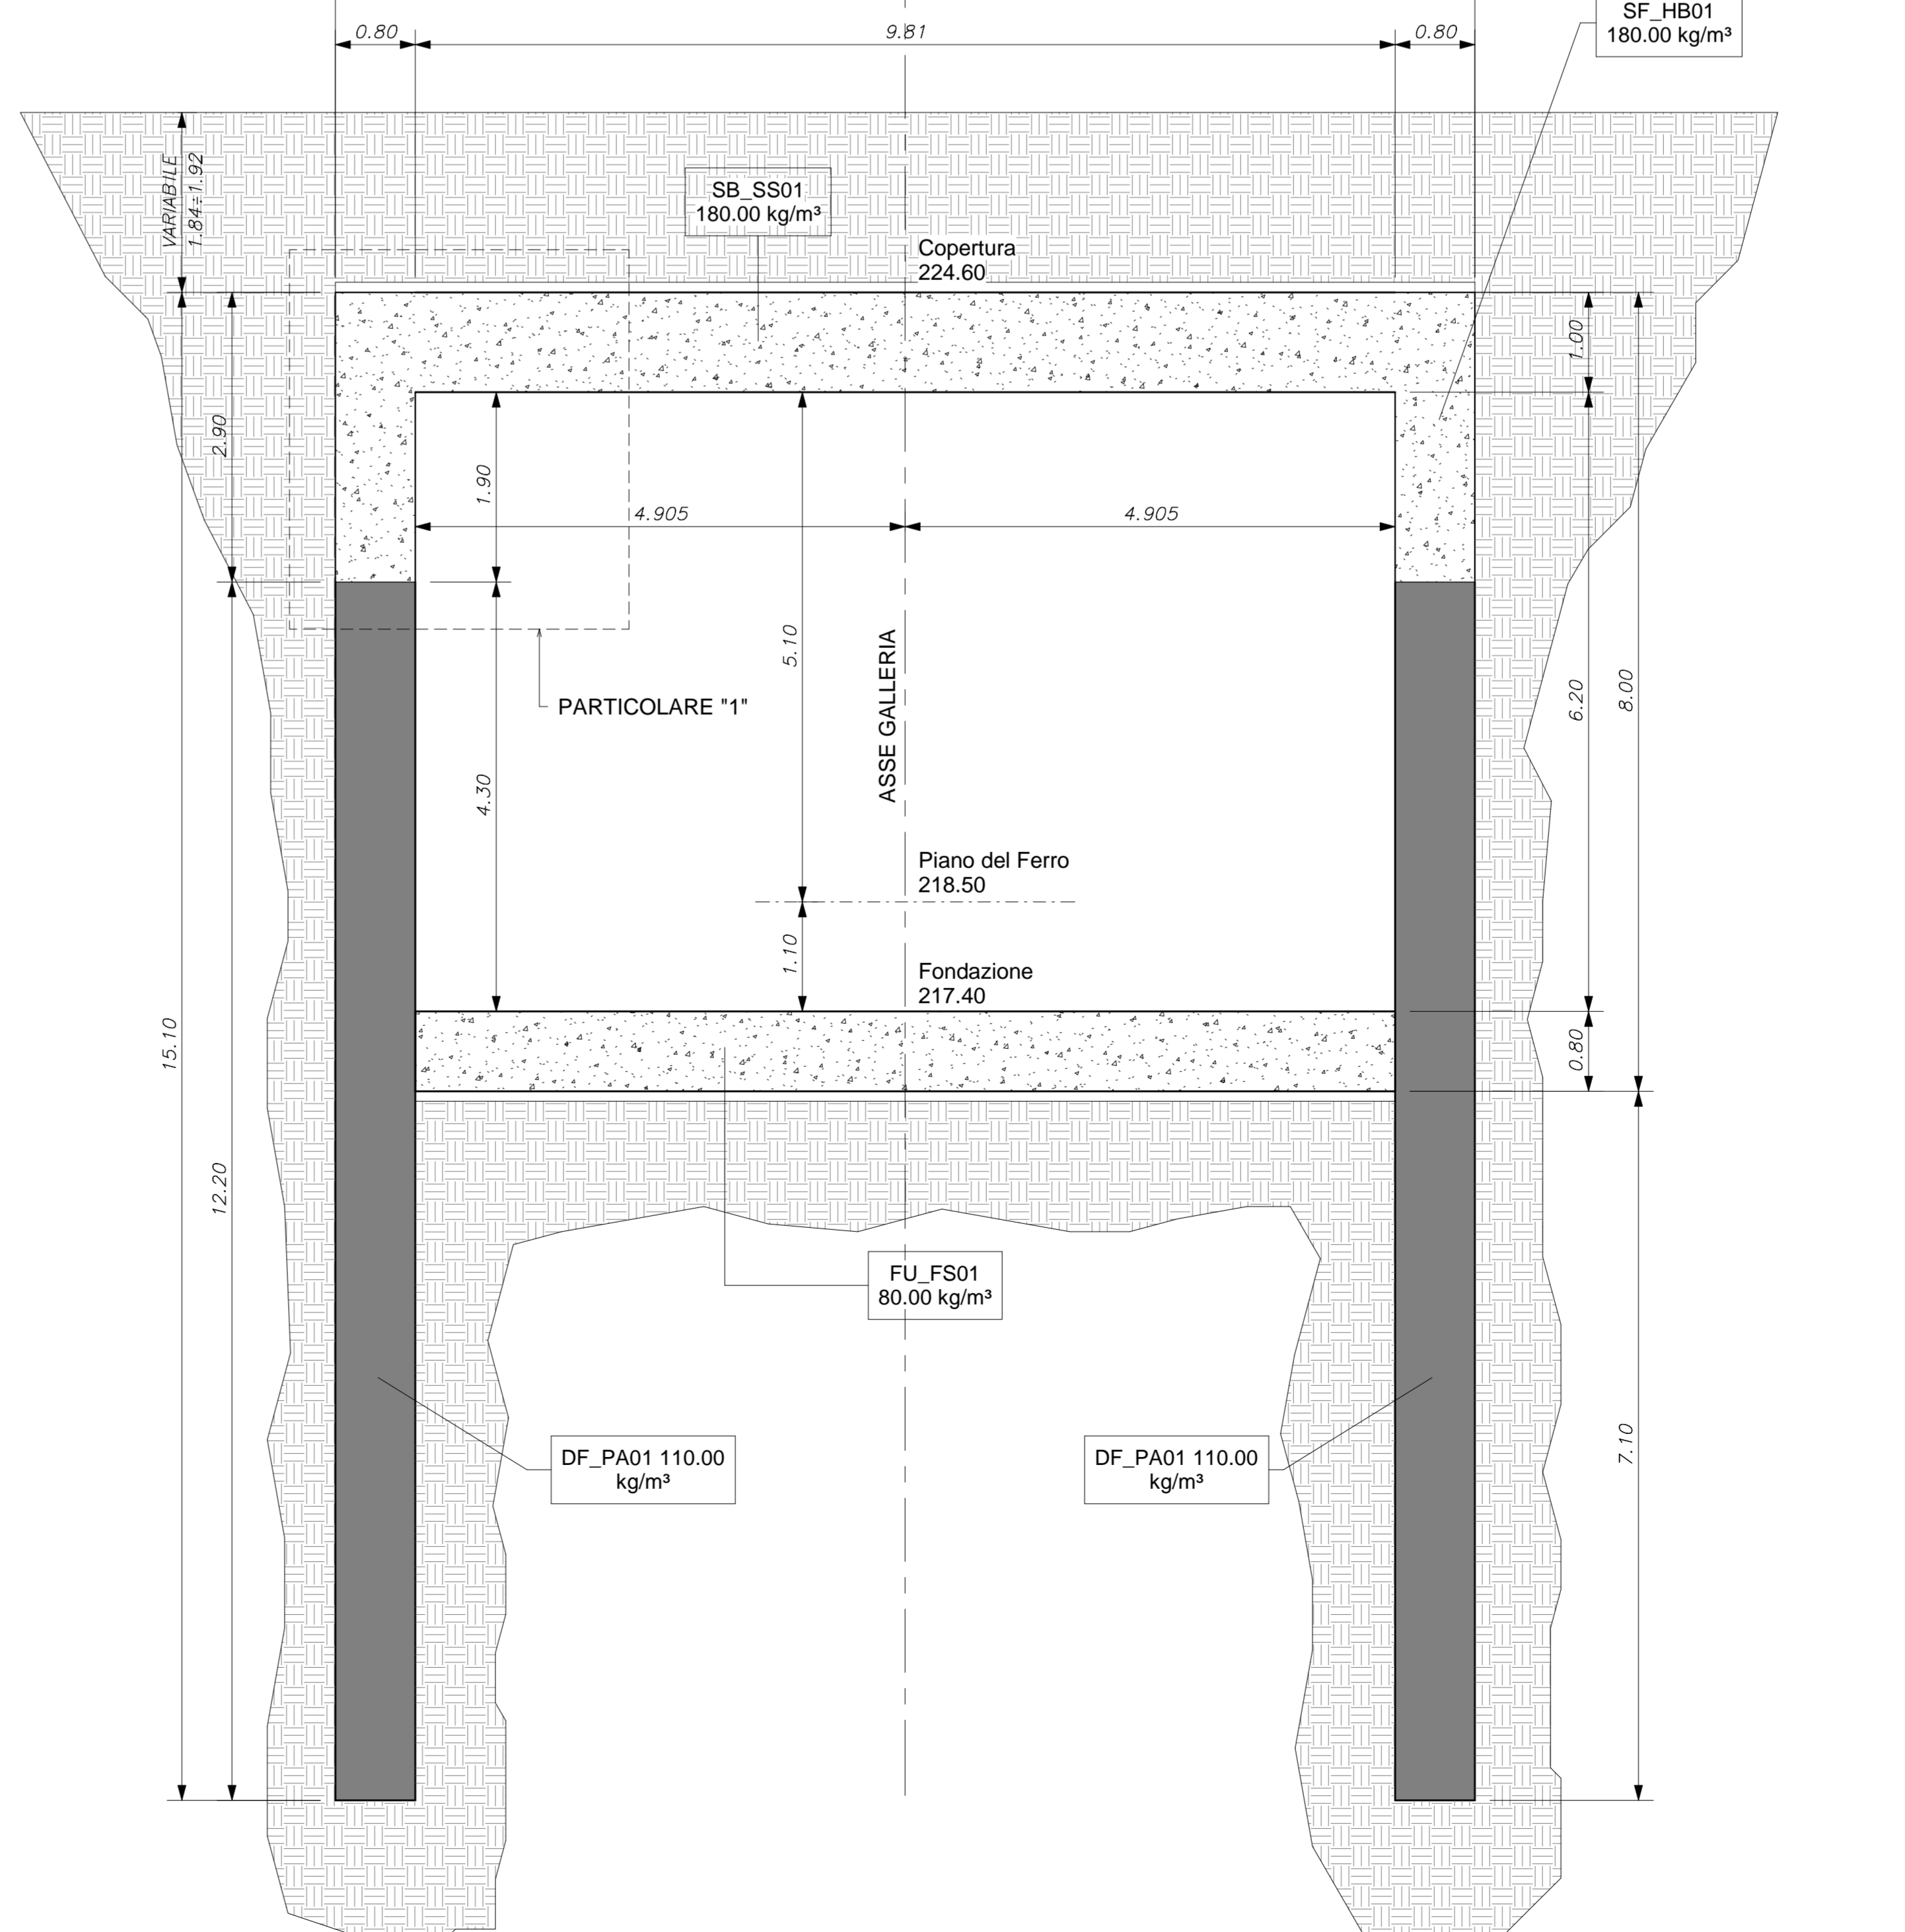 SF_HB01
180.00 kg/m³
0.80
9.81
0.80
VARIABILE
1.84÷1.92
SB_SS01
180.00 kg/m³
Copertura
224.60
1.00
2.90
1.90
4.905
4.905
5.10
ASSE GALLERIA
6.20
8.00
PARTICOLARE "1"
4.30
Piano del Ferro
218.50
1.10
Fondazione
217.40
15.10
0.80
12.20
FU_FS01
80.00 kg/m³
DF_PA01 110.00
kg/m³
DF_PA01 110.00
kg/m³
7.10